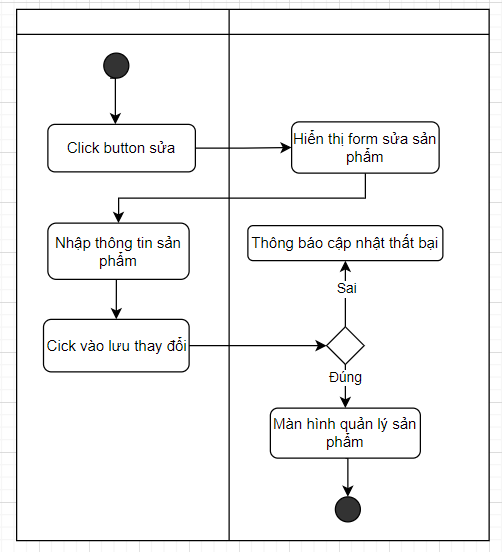 Click button sửa
Hiển thị form sửa sản
phẩm
Nhập thông tin sản
phẩm
Thông báo cập nhật thất bại
Sai
Cick vào lưu thay đổi
Đúng
Màn hình quản lý sản
phẩm